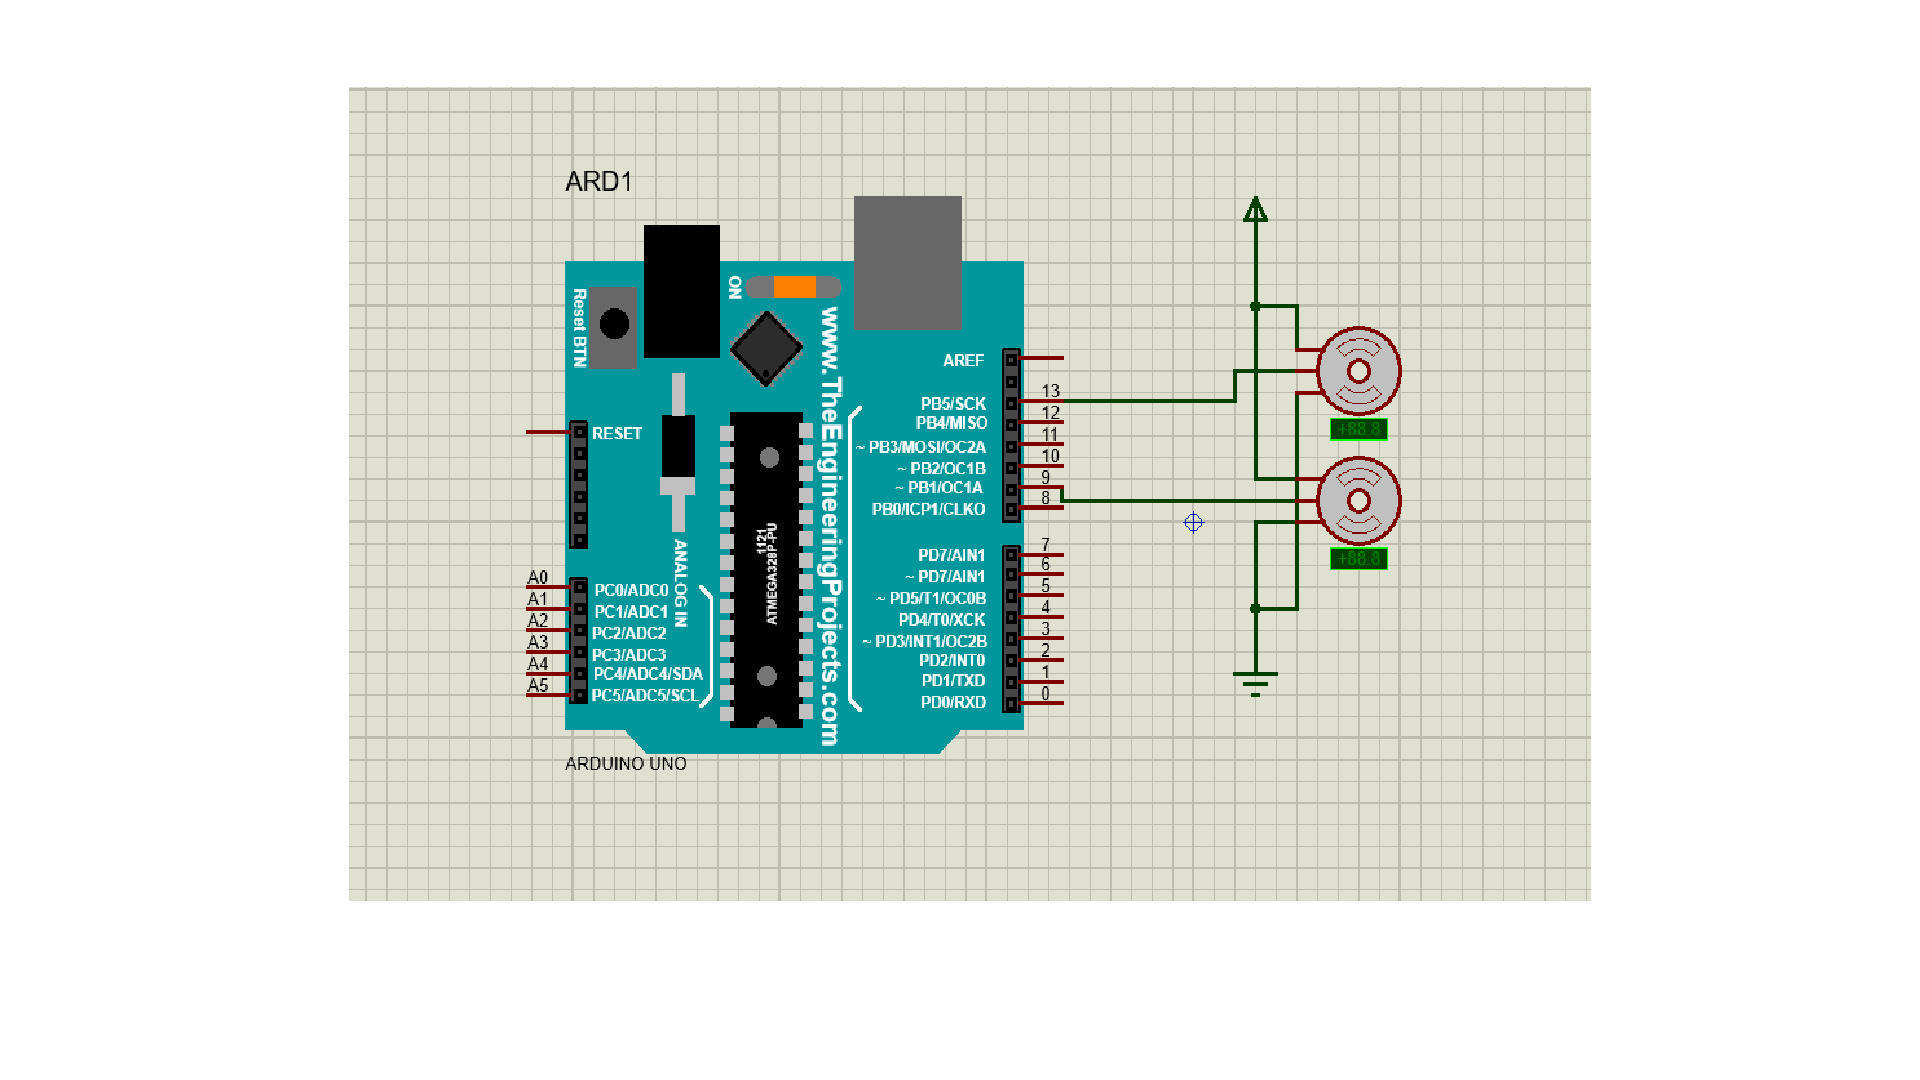 ARD1
ON
Reset BTN
www.TheEngineeringProjects.com
RESET
ANALOG IN
1121
ATMEGA328P-PU
A0 PC0/ADC0
A1 PC1/ADC1
A2 PC2/ADC2
A3 PC3/ADC3
A4 PC4/ADC4/SDA
A5 PC5/ADC5/SCL
AREF
PB5/SCK 13
PB4/MISO 12
~ PB3/MOSI/OC2A 11
~ PB2/OC1B 10
~ PB1/OC1A 9
PB0/ICP1/CLKO 8
PD7/AIN1 7
~ PD7/AIN1 6
~ PD5/T1/OC0B 5
PD4/T0/XCK 4
~ PD3/INT1/OC2B 3
PD2/INT0 2
PD1/TXD 1
PD0/RXD 0
+88.8
+88.8
ARDUINO UNO